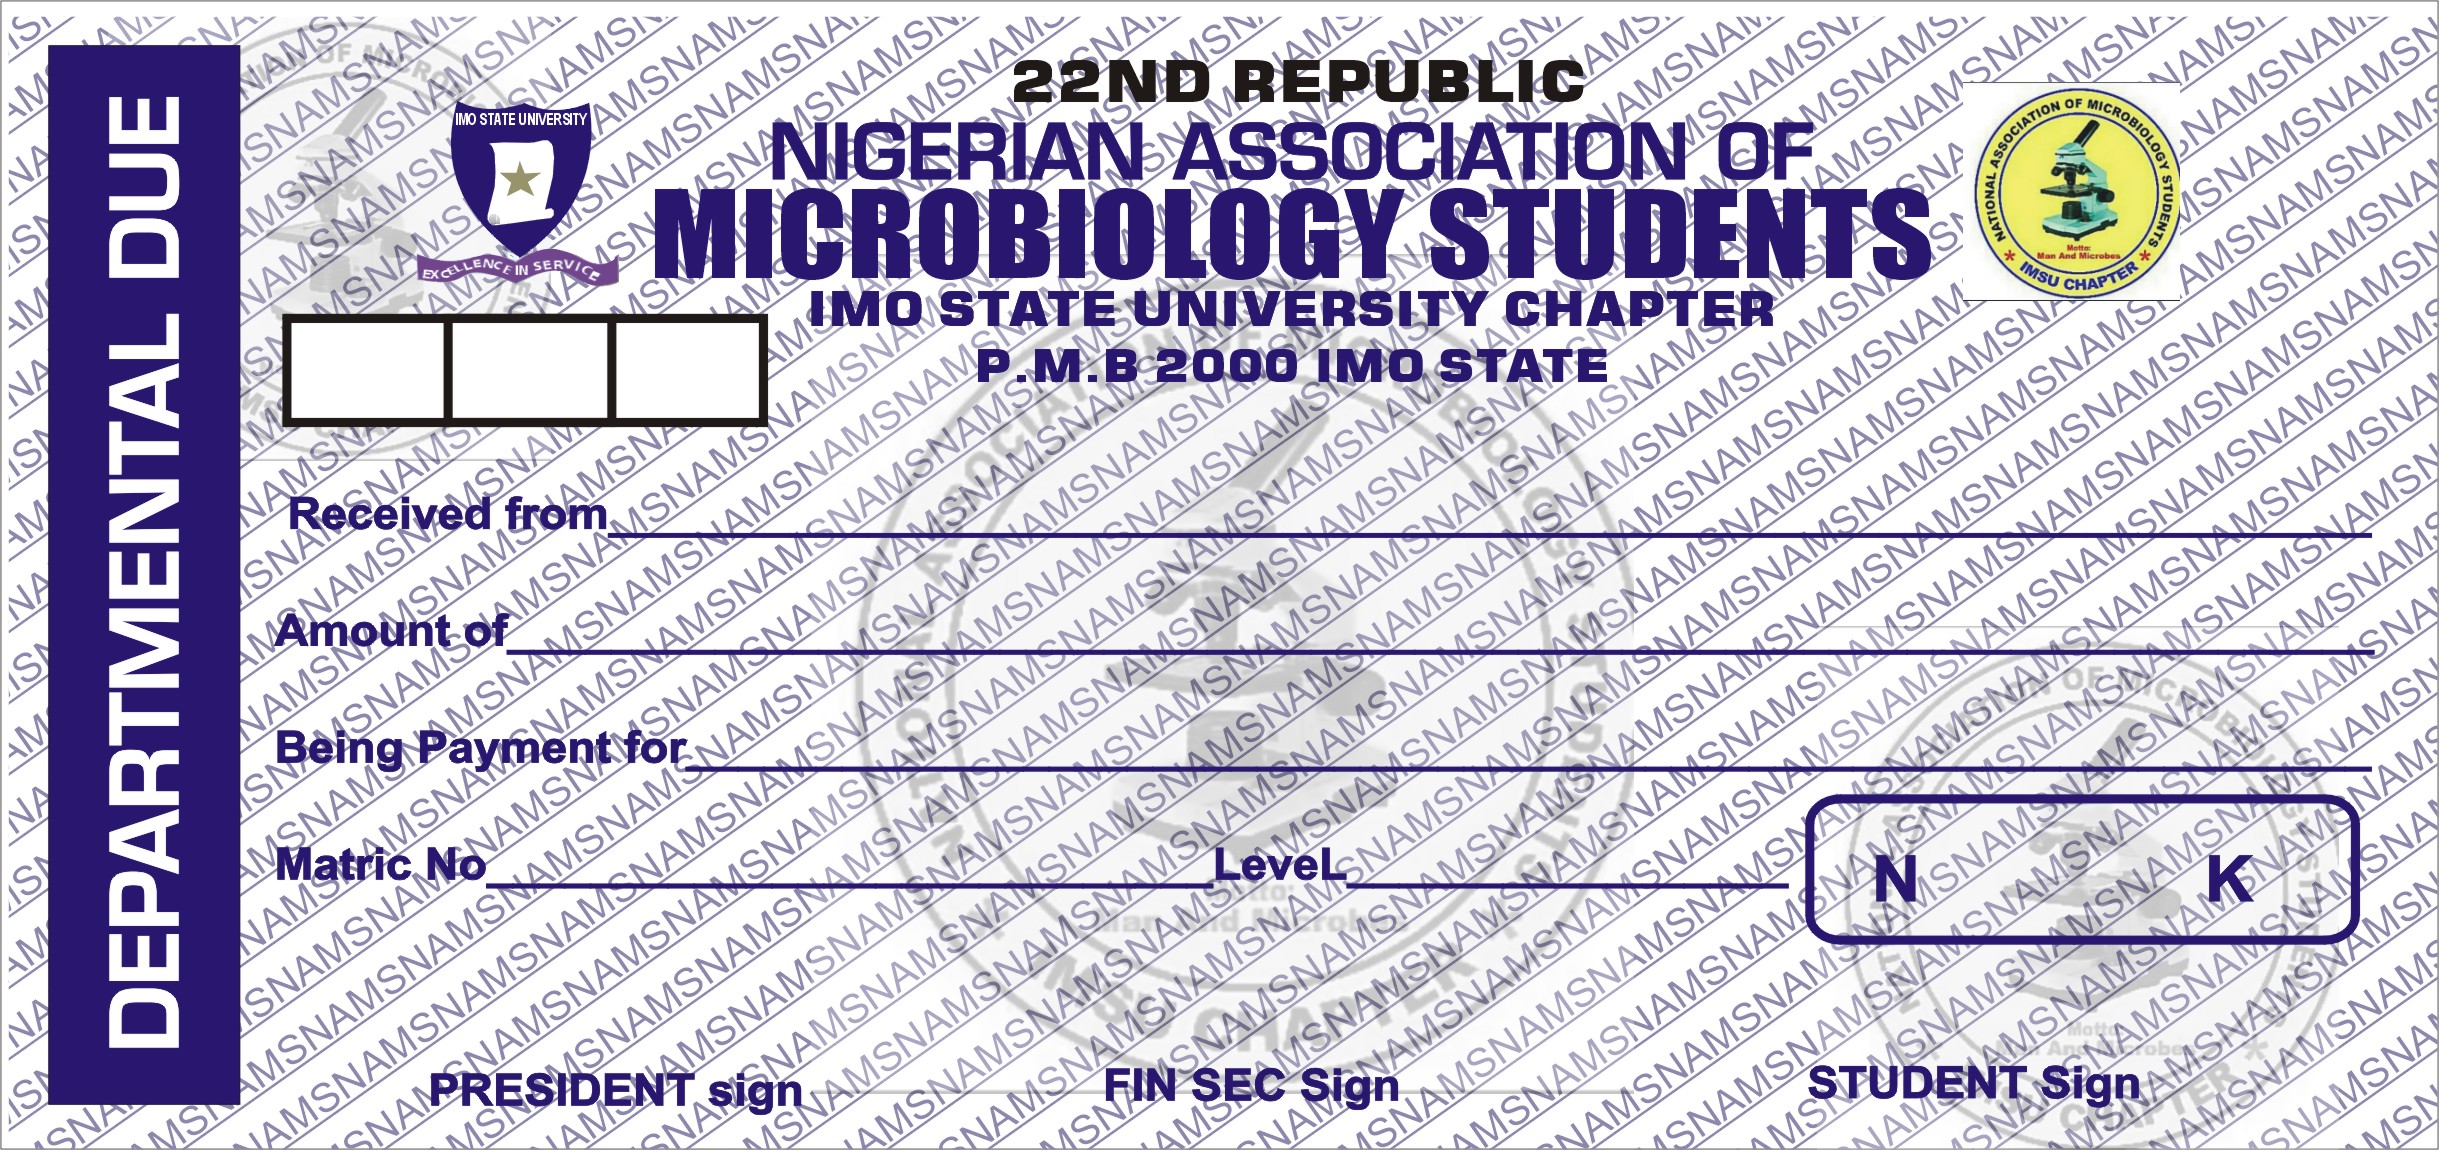 DEPARTMENTAL DUE
IMO STATE UNIVERSITY
EXCELLENCE IN SERVICE
22ND REPUBLIC
NIGERIAN ASSOCIATION OF
MICROBIOLOGY STUDENTS
IMO STATE UNIVERSITY CHAPTER
P.M.B 2000 IMO STATE
NATIONAL ASSOCIATION OF MICROBIOLOGY STUDENTS
Motto:
Man And Microbes
* IMSU CHAPTER *
Received from
Amount of
Being Payment for
Matric No LeveL
N K
PRESIDENT sign FIN SEC Sign STUDENT Sign